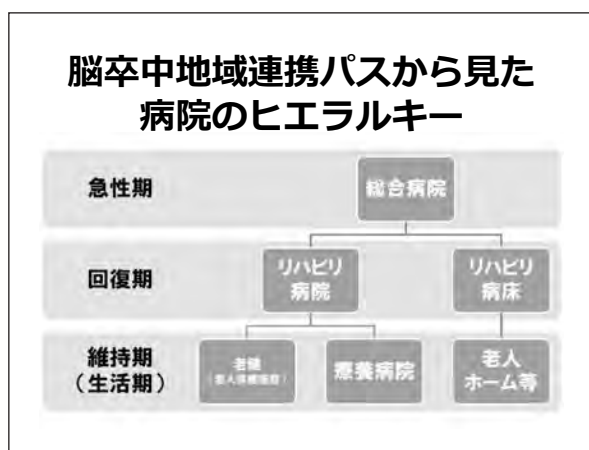 脳卒中地域連携パスから見た
病院のヒエラルキー
急性期
総合病院
回復期
リハビリ
病院
リハビリ
病床
維持期
（生活期）
老健
療養病院
老人
ホーム等